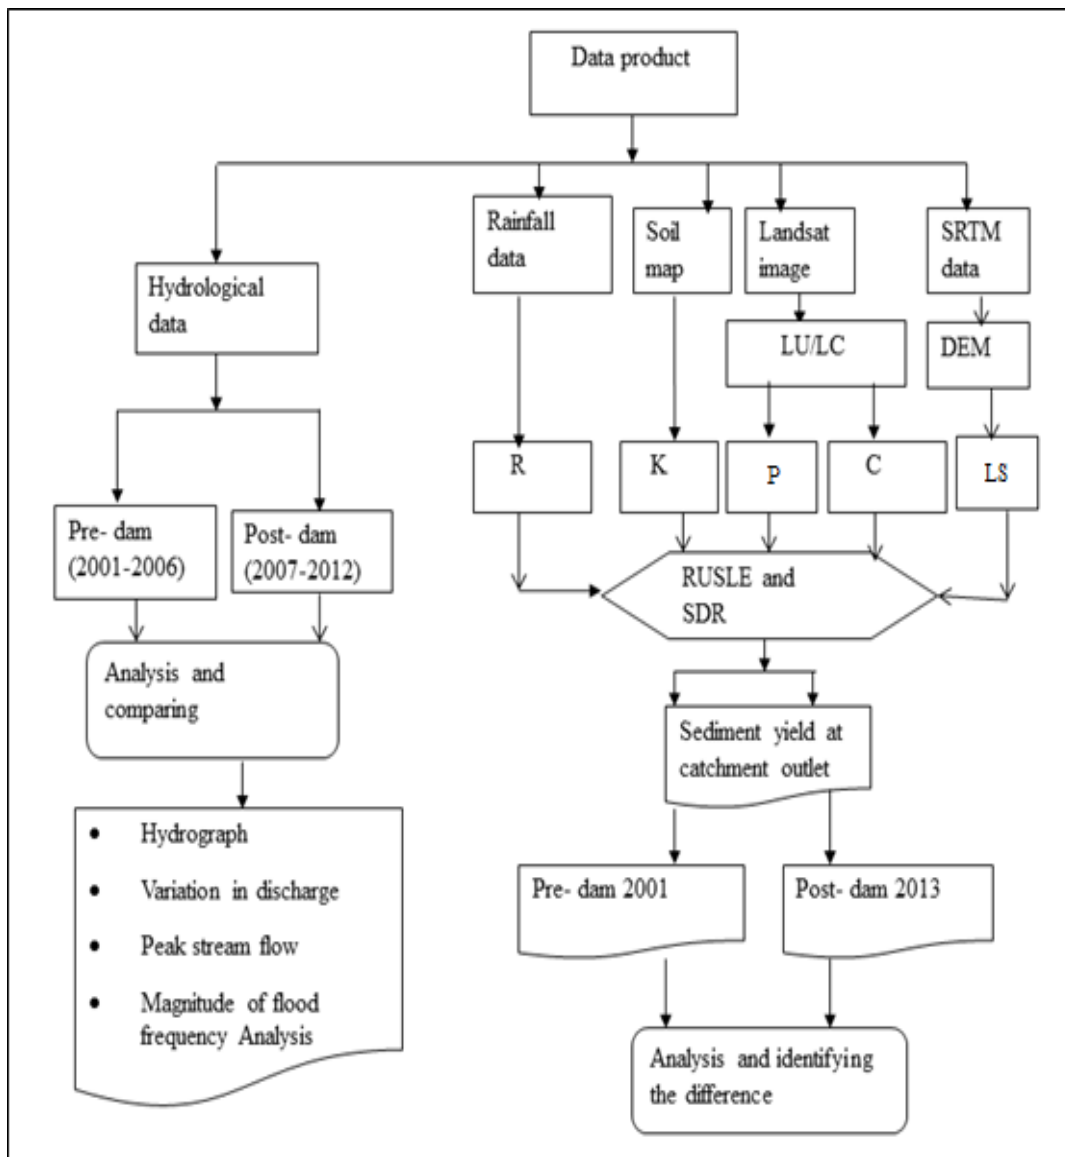 Data product
Rainfall
data
Soil
map
Landsat
image
SRTM
data
Hydrological
data
LU/LC
DEM
R
K
P
C
LS
Pre- dam
(2001-2006)
Post- dam
(2007-2012)
RUSLE and
SDR
Analysis and
comparing
Sediment yield at
catchment outlet
• Hydrograph
• Variation in discharge
• Peak stream flow
• Magnitude of flood
frequency Analysis
Pre- dam 2001
Post- dam 2013
Analysis and identifying
the difference